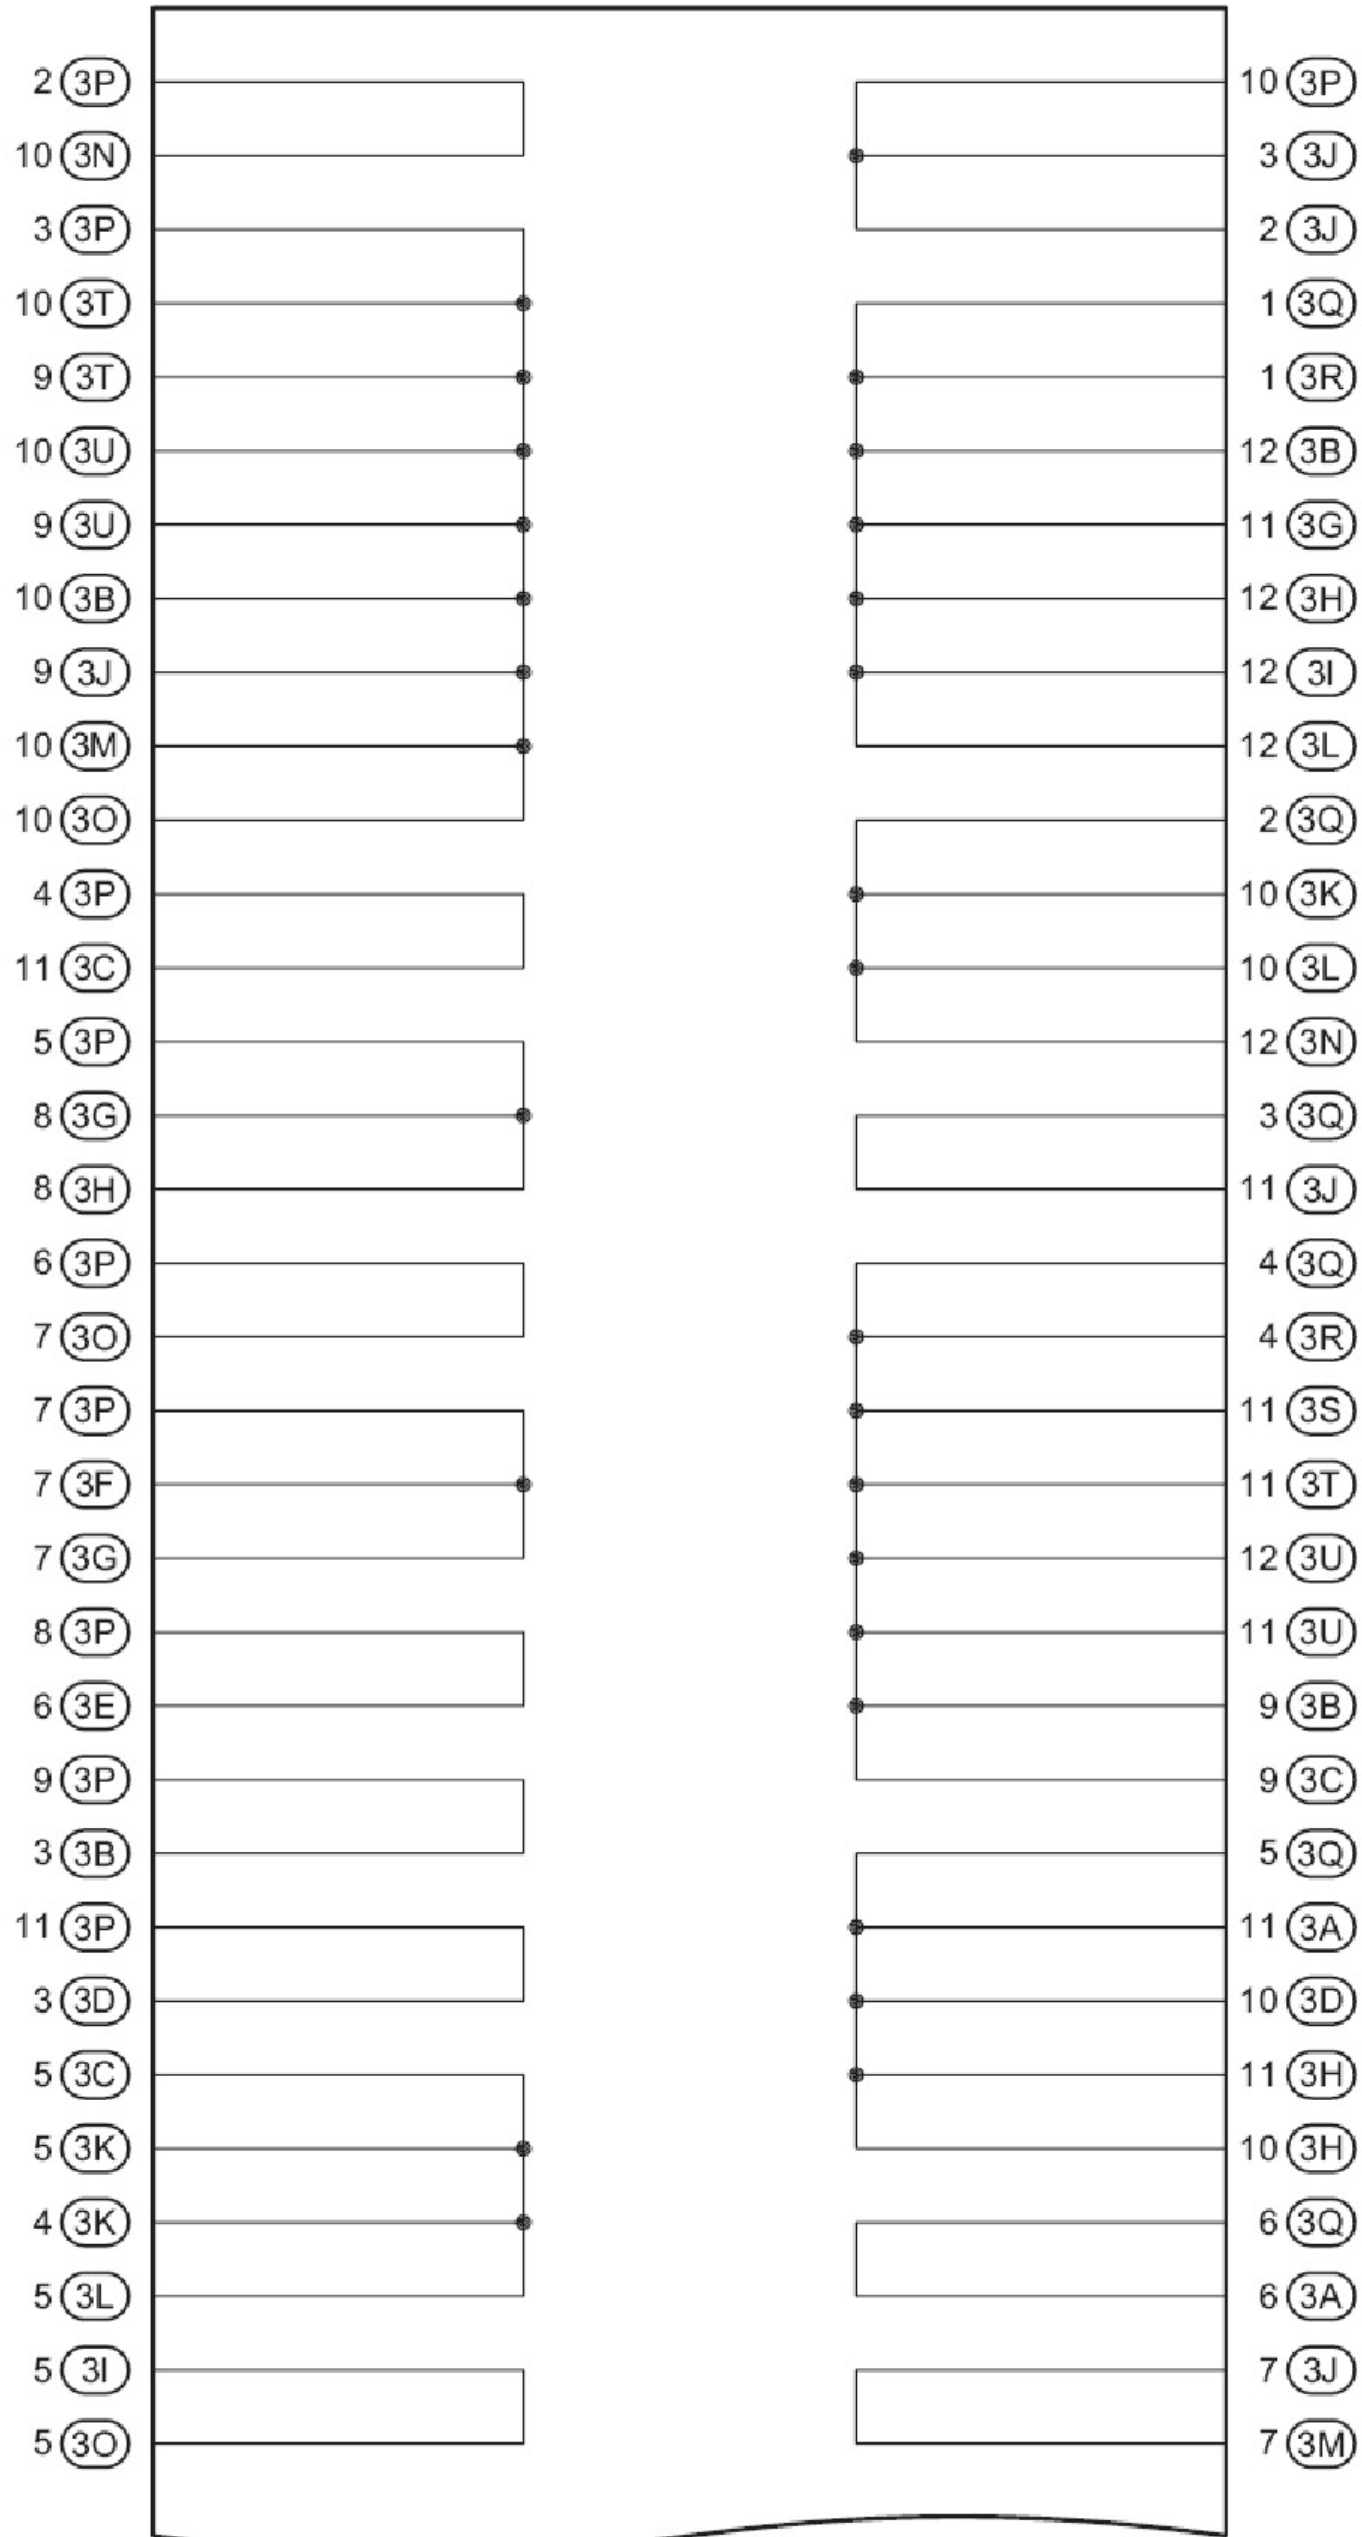 2 3P
10 3N
3 3P
10 3T
9 3T
10 3U
9 3U
10 3B
9 3J
10 3M
10 3O
4 3P
11 3C
5 3P
8 3G
8 3H
6 3P
7 3O
7 3P
7 3F
7 3G
8 3P
6 3E
9 3P
3 3B
11 3P
3 3D
5 3C
5 3K
4 3K
5 3L
5 3I
5 3O
10 3P
3 3J
2 3J
1 3Q
1 3R
12 3B
11 3G
12 3H
12 3I
12 3L
2 3Q
10 3K
10 3L
12 3N
3 3Q
11 3J
4 3Q
4 3R
11 3S
11 3T
12 3U
11 3U
9 3B
9 3C
5 3Q
11 3A
10 3D
11 3H
10 3H
6 3Q
6 3A
7 3J
7 3M